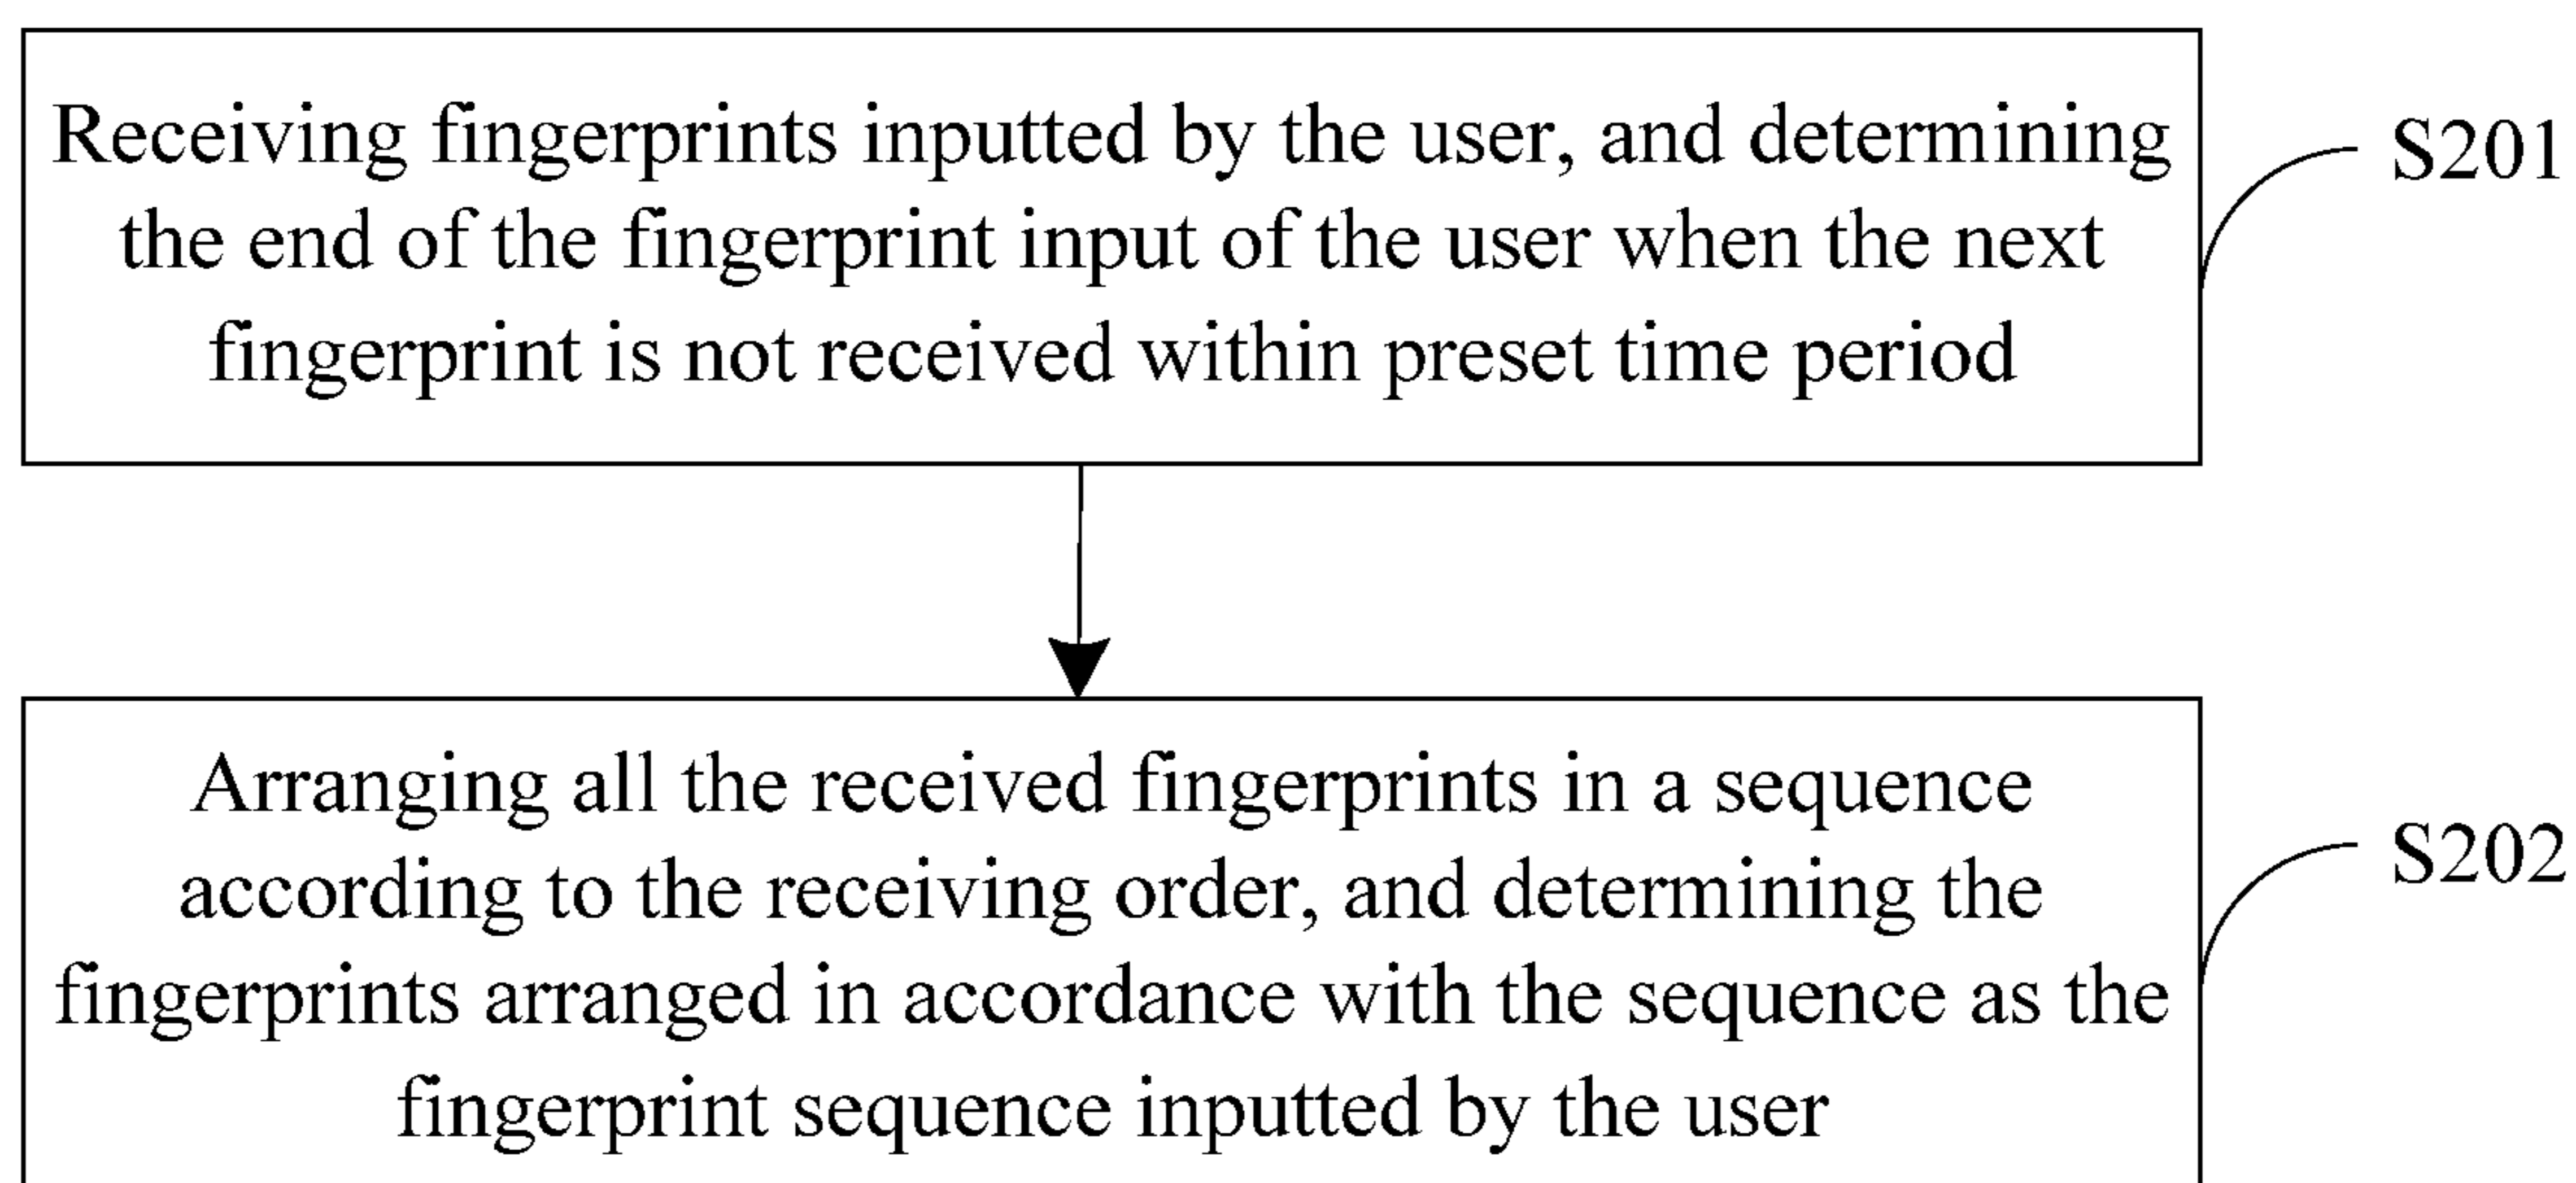 Receiving fingerprints inputted by the user, and determining
the end of the fingerprint input of the user when the next
fingerprint is not received within preset time period
S201
Arranging all the received fingerprints in a sequence
according to the receiving order, and determining the
fingerprints arranged in accordance with the sequence as the
fingerprint sequence inputted by the user
S202